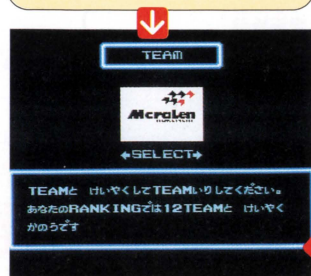 TEAM
McraLen
←SELECT→
TEAMと けいやくしてTEAMいりしてください。
あなたのRANKINGでは12TEAMと けいやく
かのうです